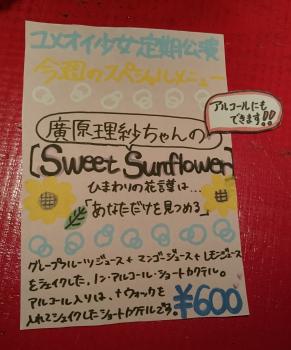 ユメオイ少女定期公演
今週のスペシャルメニュー
アルコールにも
できます!!
廣原理紗ちゃんの
[Sweet Sunflower]
ひまわりの花言葉は…
「あなただけを見つめる」
グレープフルーツジュース+マンゴージュース+レモンジュース
をシェイクした、ノン・アルコール・ショートカクテル。
アルコール入りは、+ウォッカを
入れてシェイクしたショートカクテルです。
¥600